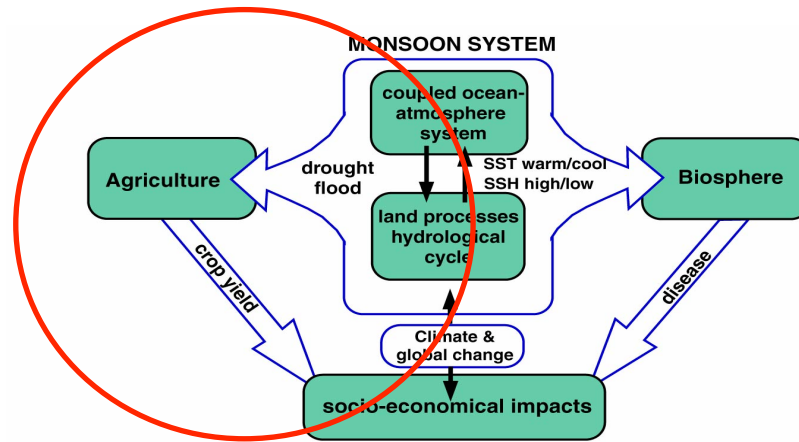 MONSOON SYSTEM
coupled ocean-
atmosphere
system
drought
flood
SST warm/cool
SSH high/low
Agriculture
Biosphere
land processes
hydrological
cycle
crop yield
disease
Climate &
global change
socio-economical impacts